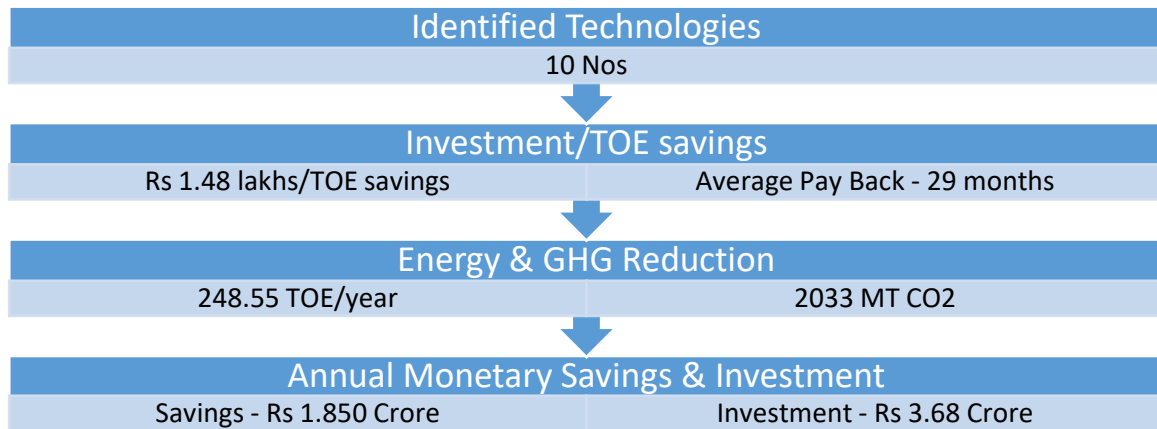 Identified Technologies
10 Nos
Investment/TOE savings
Rs 1.48 lakhs/TOE savings
Average Pay Back - 29 months
Energy & GHG Reduction
248.55 TOE/year
2033 MT CO2
Annual Monetary Savings & Investment
Savings - Rs 1.850 Crore
Investment - Rs 3.68 Crore